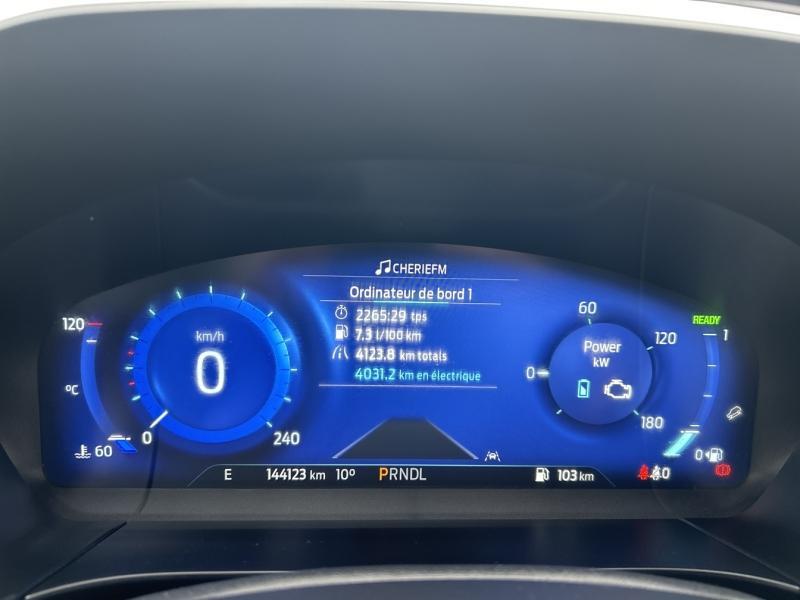 CHERIEFM
Ordinateur de bord 1
2265:29 tps
7.3 l/100 km
4123.8 km totals
4031.2 km en électrique
120
°C
60
km/h
0
0
240
60
120
0
180
Power
kW
READY
1
0
E 144123 km 10° PRNDL 103 km